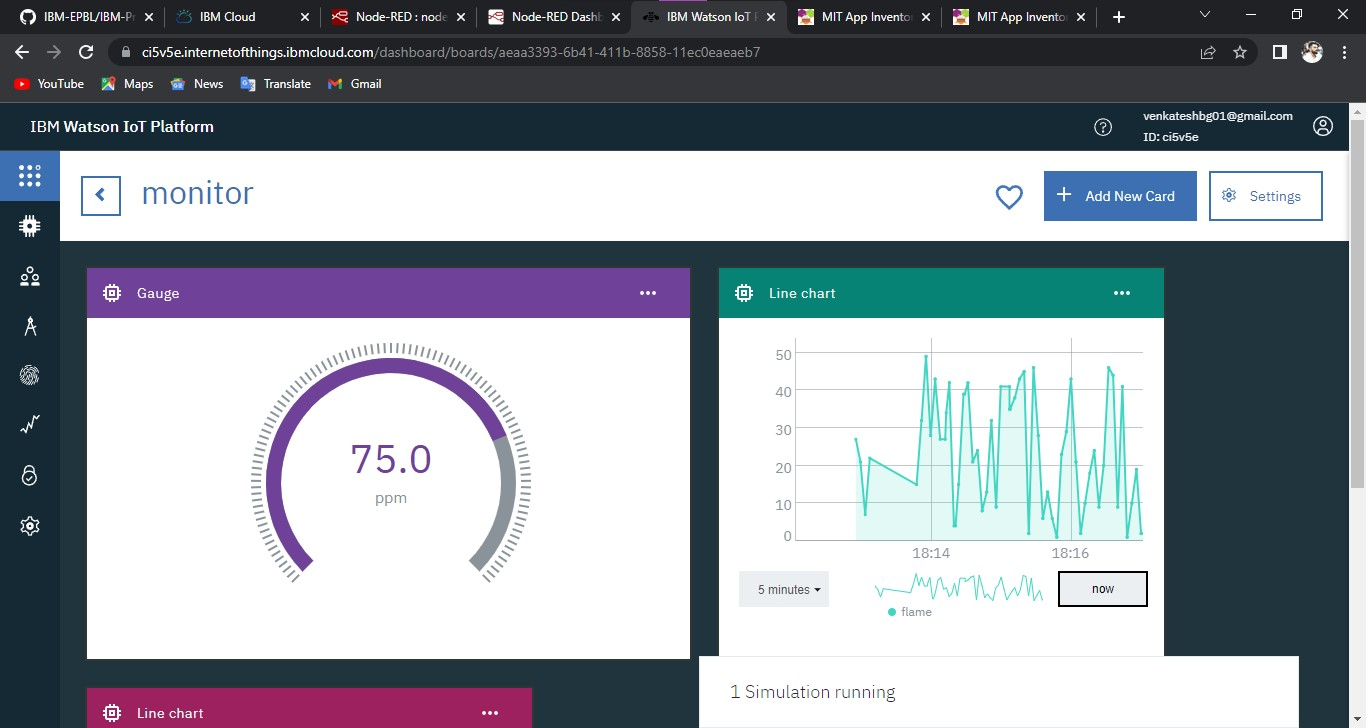 IBM-EPBL/IBM-Pr
IBM Cloud
Node-RED : node
Node-RED Dashb
IBM Watson IoT P
MIT App Invento
MIT App Invento
ci5v5e.internetofthings.ibmcloud.com/dashboard/boards/aeaa3393-6b41-411b-8858-11ec0eaeaeb7
YouTube
Maps
News
Translate
Gmail
IBM Watson IoT Platform
venkateshbg01@gmail.com
ID: ci5v5e
monitor
Add New Card
Settings
Gauge
75.0
ppm
Line chart
50
40
30
20
10
0
18:14
18:16
5 minutes
now
flame
1 Simulation running
Line chart